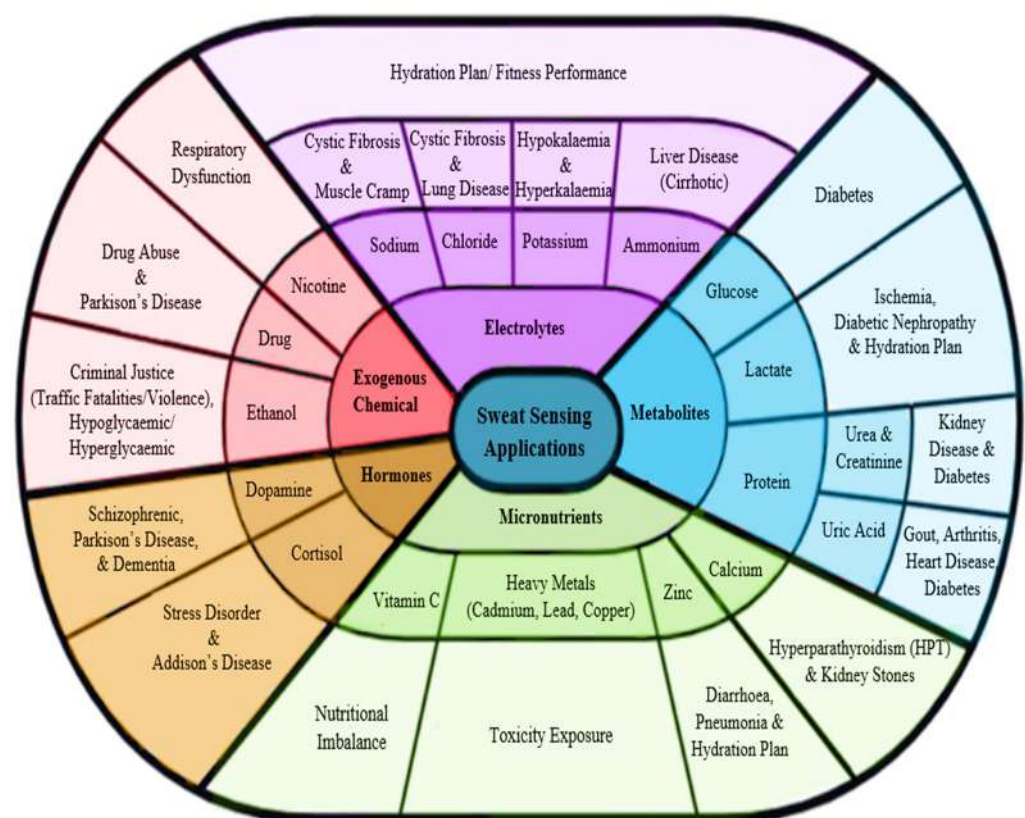 Hydration Plan/ Fitness Performance
Cystic Fibrosis
&
Muscle Cramp
Cystic Fibrosis
&
Lung Disease
Hypokalaemia
&
Hyperkalaemia
Liver Disease
(Cirrhotic)
Sodium
Chloride
Potassium
Ammonium
Electrolytes
Respiratory
Dysfunction
Drug Abuse
&
Parkison's Disease
Criminal Justice
(Traffic Fatalities/Violence),
Hypoglycaemic/
Hyperglycaemic
Nicotine
Drug
Ethanol
Exogenous
Chemical
Sweat Sensing
Applications
Metabolites
Glucose
Lactate
Protein
Diabetes
Ischemia,
Diabetic Nephropathy
& Hydration Plan
Urea &
Creatinine
Kidney
Disease &
Diabetes
Uric Acid
Gout, Arthritis,
Heart Disease,
Diabetes
Hormones
Dopamine
Cortisol
Schizophrenic,
Parkison's Disease,
& Dementia
Stress Disorder
&
Addison's Disease
Micronutrients
Vitamin C
Heavy Metals
(Cadmium, Lead, Copper)
Zinc
Calcium
Nutritional
Imbalance
Toxicity Exposure
Diarrhoea,
Pneumonia &
Hydration Plan
Hyperparathyroidism (HPT)
& Kidney Stones